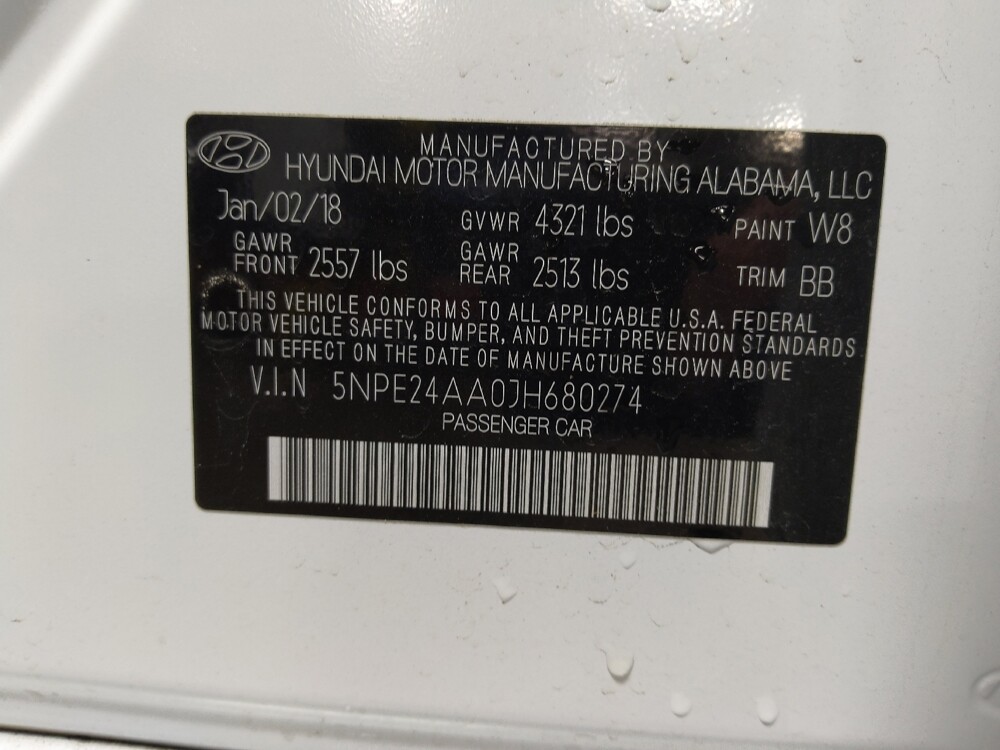 MANUFACTURED BY
HYUNDAI MOTOR MANUFACTURING ALABAMA, LLC
Jan/02/18 GVWR 4321 lbs PAINT W8
GAWR FRONT 2557 lbs GAWR REAR 2513 lbs TRIM BB
THIS VEHICLE CONFORMS TO ALL APPLICABLE U.S.A. FEDERAL
MOTOR VEHICLE SAFETY, BUMPER, AND THEFT PREVENTION STANDARDS
IN EFFECT ON THE DATE OF MANUFACTURE SHOWN ABOVE
V.I.N 5NPE24AA0JH680274
PASSENGER CAR